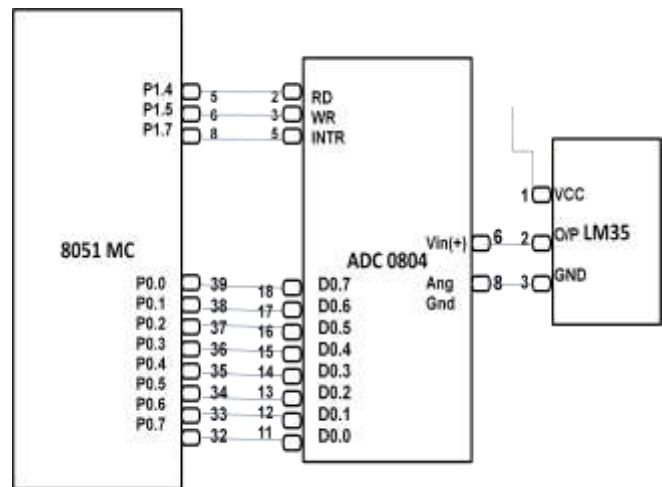 P1.4 5 2 RD
P1.5 6 3 WR
P1.7 8 5 INTR
1 VCC
8051 MC
ADC 0804
Vin(+) 6 2 O/P LM35
Ang Gnd 8 3 GND
P0.0 39 18 D0.7
P0.1 38 17 D0.6
P0.2 37 16 D0.5
P0.3 36 15 D0.4
P0.4 35 14 D0.3
P0.5 34 13 D0.2
P0.6 33 12 D0.1
P0.7 32 11 D0.0